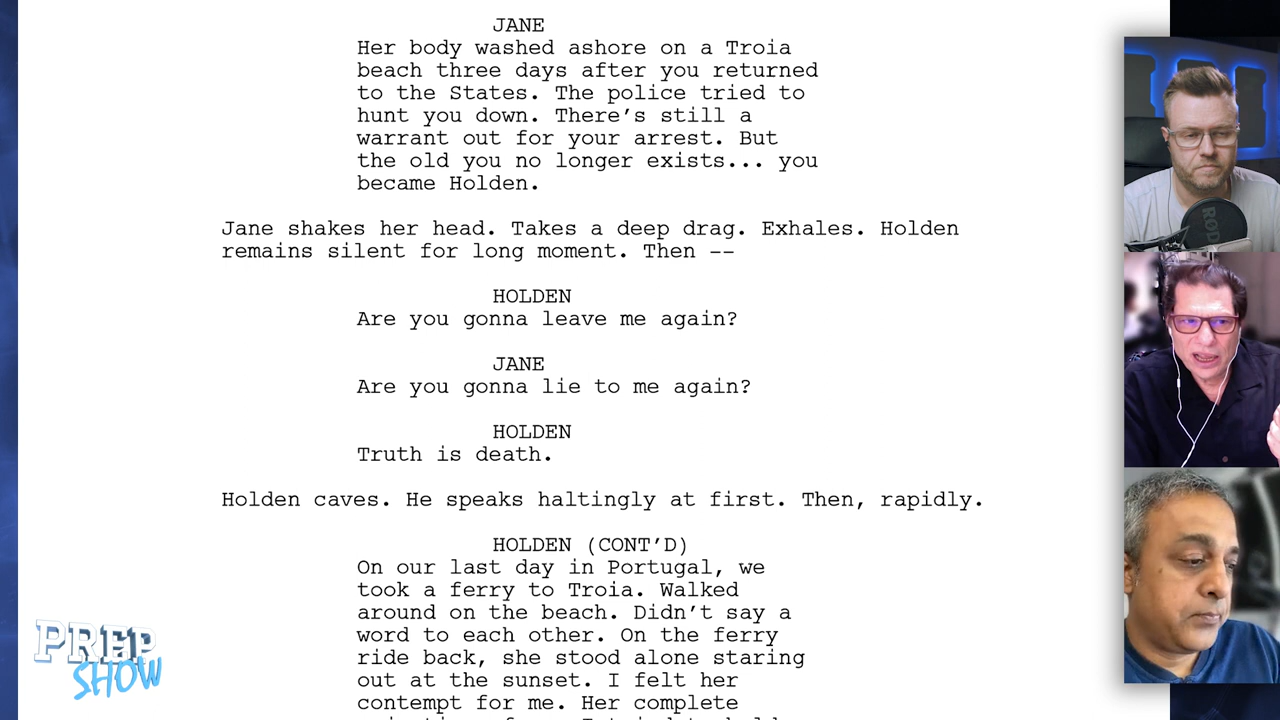 JANE
Her body washed ashore on a Troia
beach three days after you returned
to the States. The police tried to
hunt you down. There's still a
warrant out for your arrest. But
the old you no longer exists... you
became Holden.
Jane shakes her head. Takes a deep drag. Exhales. Holden
remains silent for long moment. Then --
HOLDEN
Are you gonna leave me again?
JANE
Are you gonna lie to me again?
HOLDEN
Truth is death.
Holden caves. He speaks haltingly at first. Then, rapidly.
HOLDEN (CONT'D)
On our last day in Portugal, we
took a ferry to Troia. Walked
around on the beach. Didn't say a
word to each other. On the ferry
ride back, she stood alone staring
out at the sunset. I felt her
contempt for me. Her complete
PREP
SHOW
RØDE